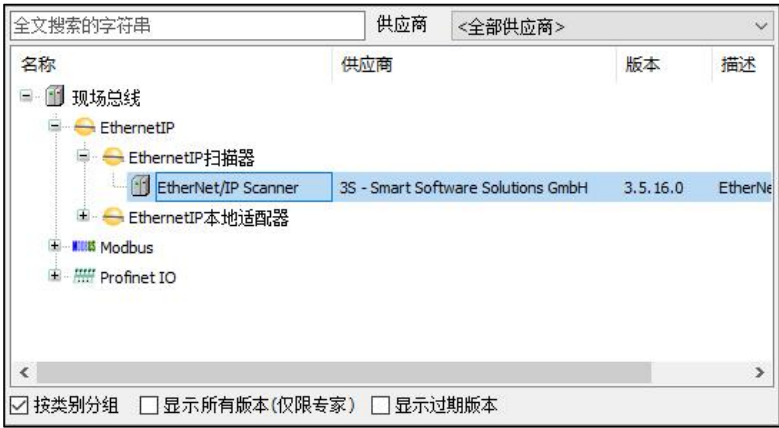 全文搜索的字符串 供应商 <全部供应商>
名称 供应商 版本 描述
现场总线
EthernetIP
EthernetIP扫描器
EtherNet/IP Scanner 3S - Smart Software Solutions GmbH 3.5.16.0 EtherNe
EthernetIP本地适配器
MODBUS Modbus
Profinet IO
按类别分组 显示所有版本(仅限专家) 显示过期版本